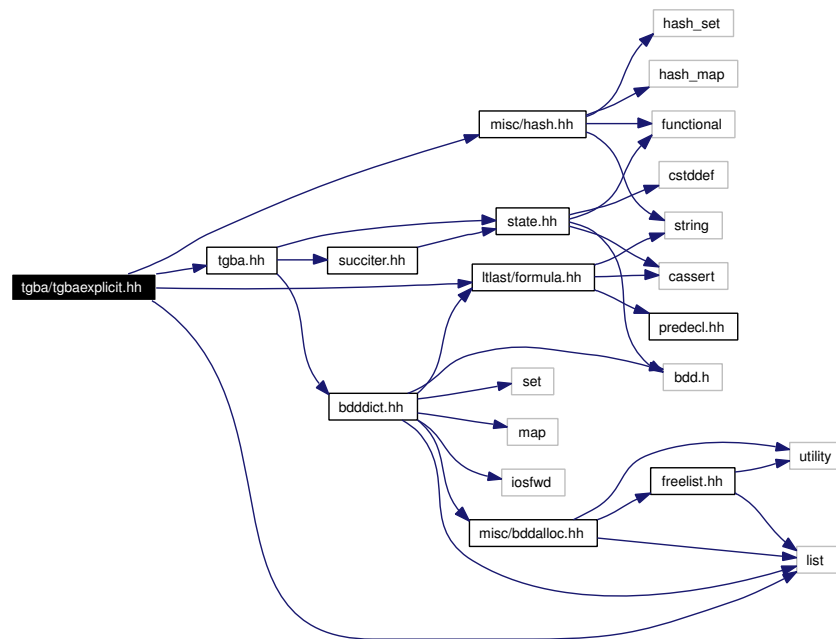 hash_set
hash_map
misc/hash.hh
functional
cstddef
state.hh
string
tgba.hh
succiter.hh
ltlast/formula.hh
cassert
tgba/tgbaexplicit.hh
predecl.hh
bdd.h
set
bdddict.hh
map
utility
iosfwd
freelist.hh
misc/bddalloc.hh
list